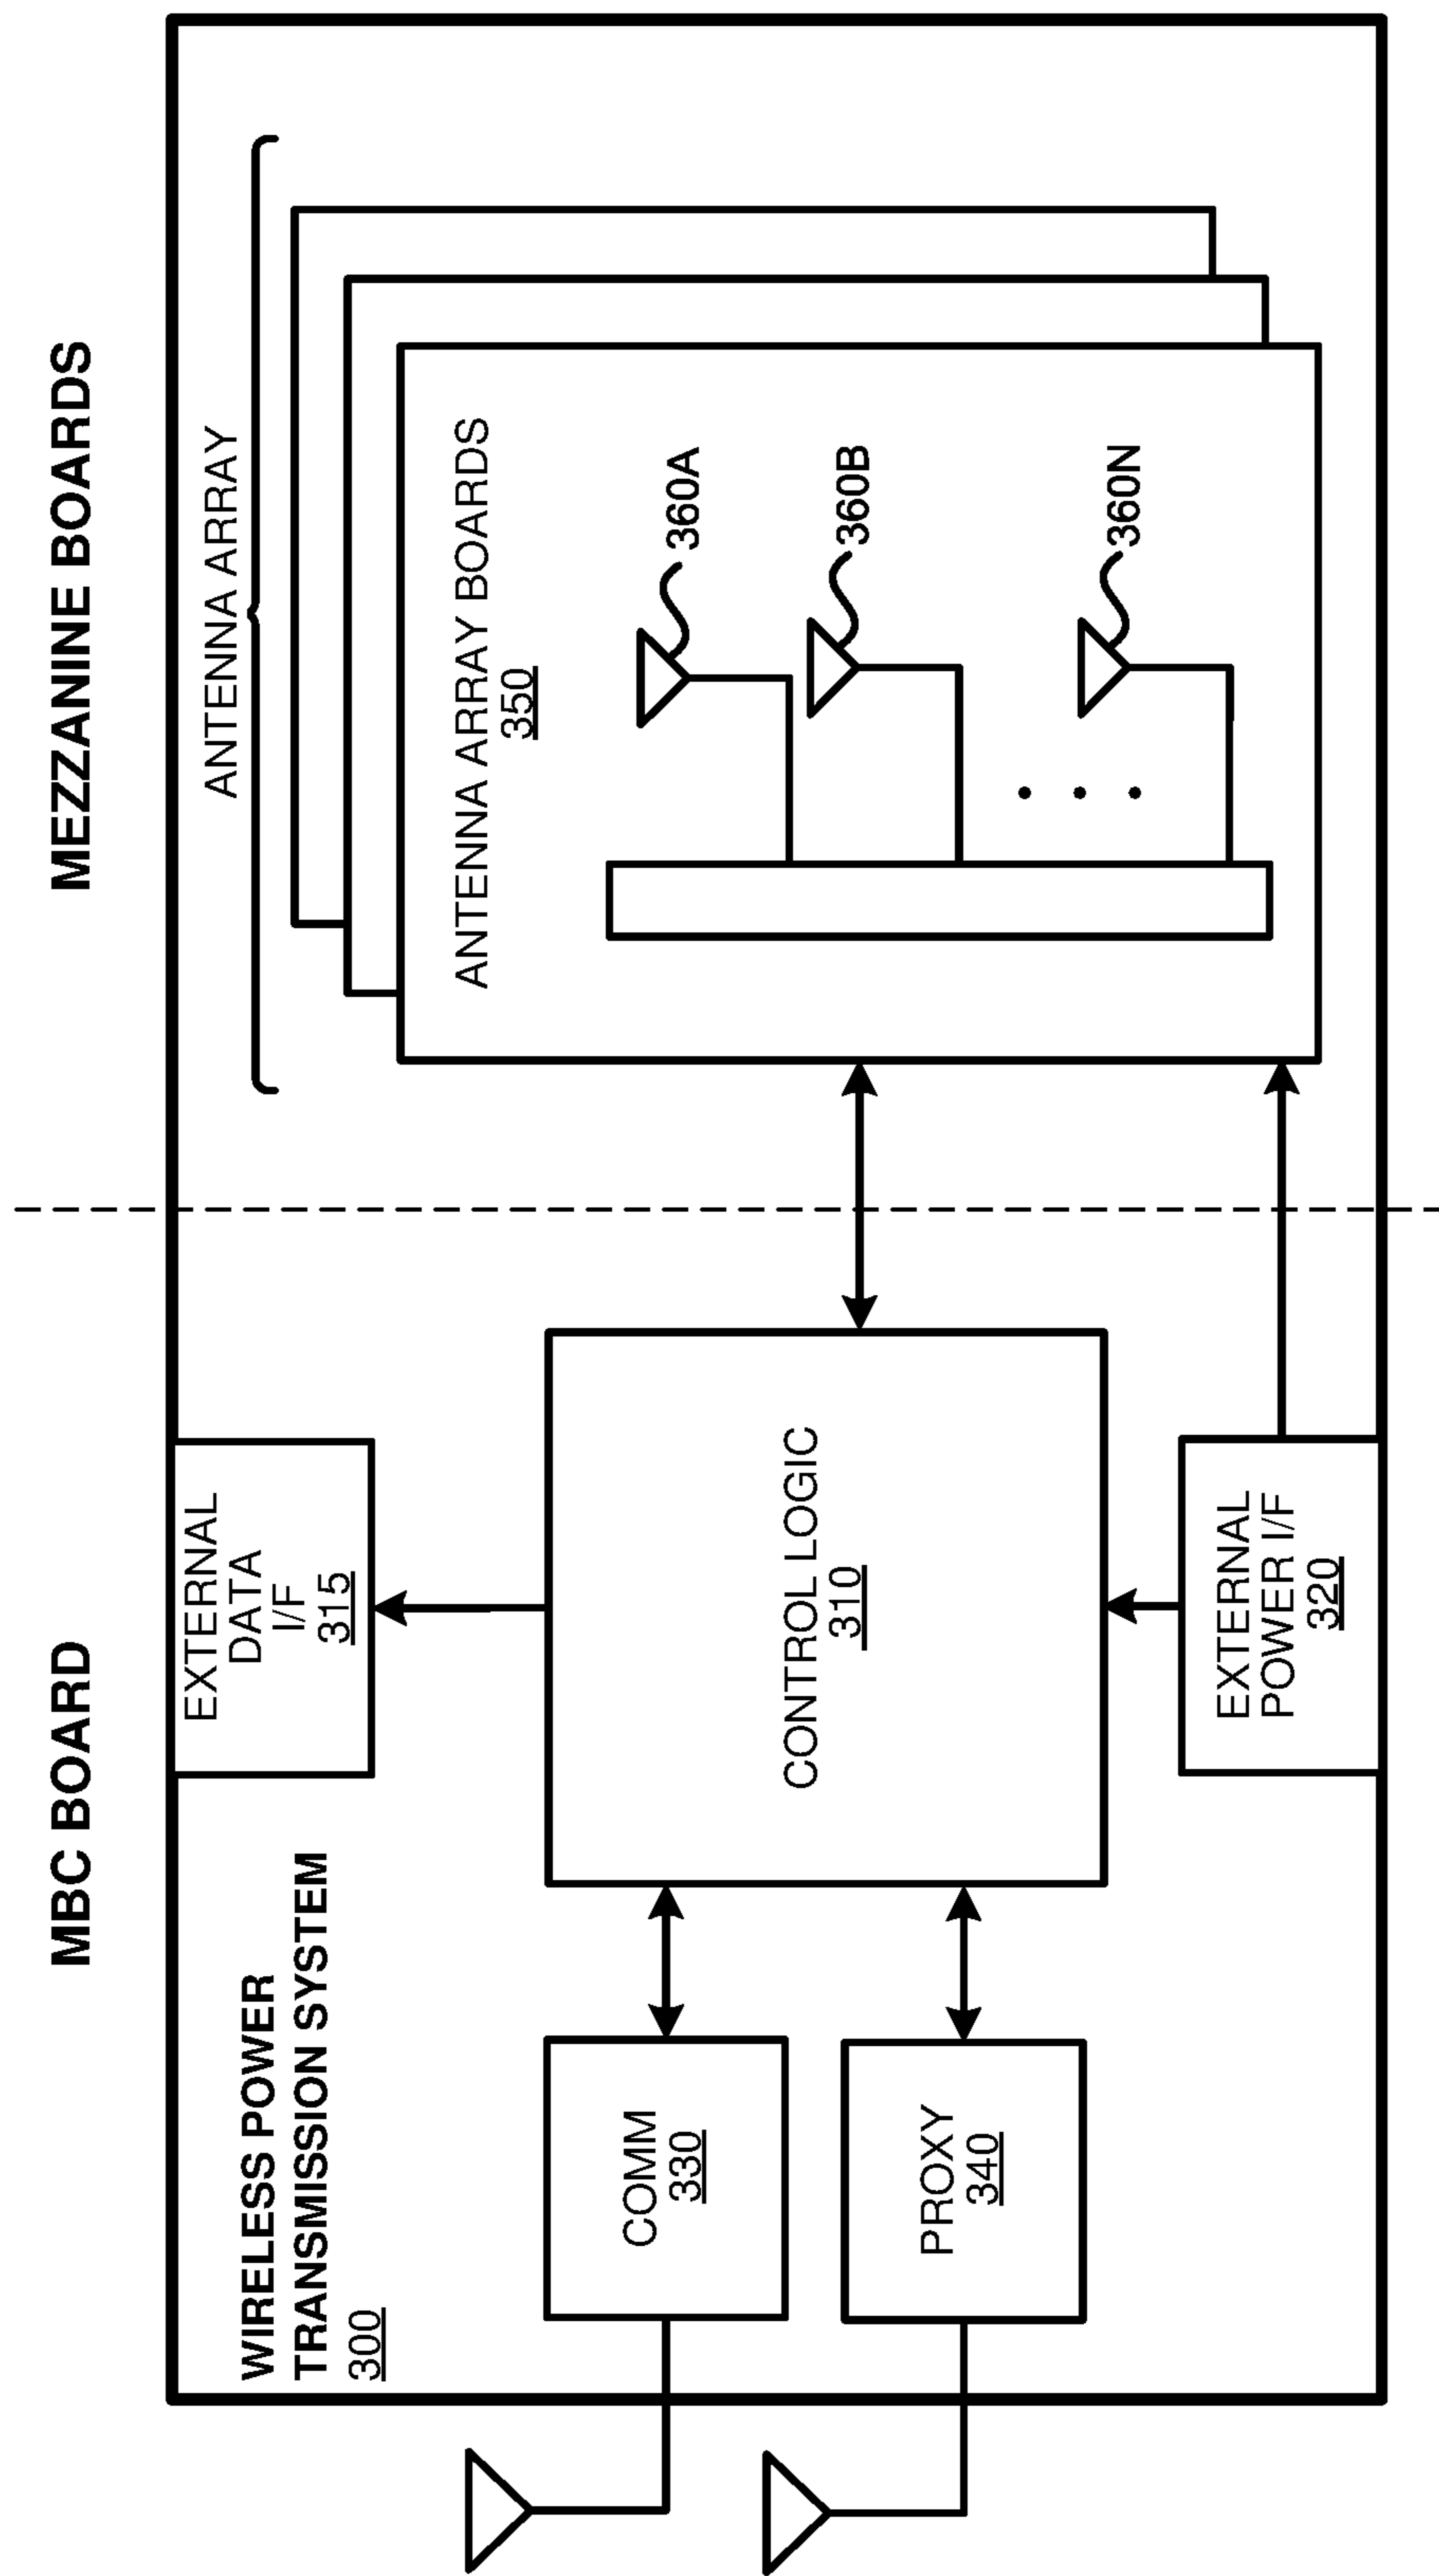 MBC BOARD
MEZZANINE BOARDS
WIRELESS POWER
TRANSMISSION SYSTEM
300
EXTERNAL
DATA
I/F
315
ANTENNA ARRAY
COMM
330
PROXY
340
CONTROL LOGIC
310
EXTERNAL
POWER I/F
320
ANTENNA ARRAY BOARDS
350
360A
360B
360N